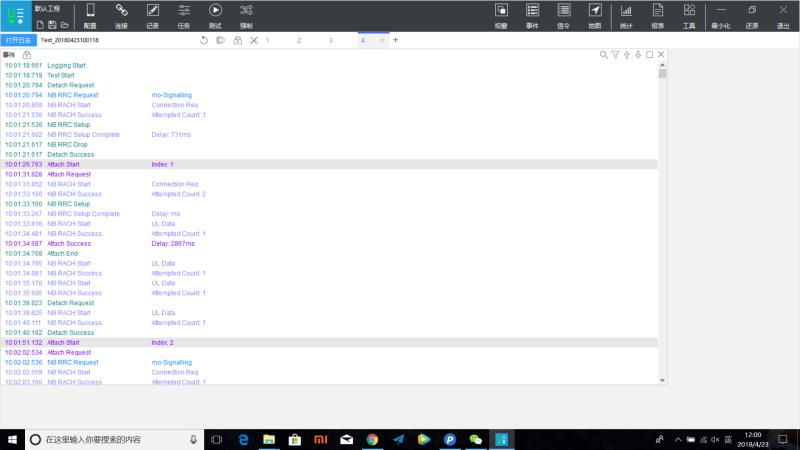 默认工程
配置 连接 记录 任务 测试 强制 视窗 事件 信令 地图 统计 报表 工具 最小化 还原 退出
打开日志 Test_20180423100118 1 2 3 4 × +
事件
10:01:18.661 Logging Start
10:01:18.719 Test Start
10:01:20.794 Detach Request
10:01:20.794 NB RRC Request mo-Signalling
10:01:20.859 NB RACH Start Connection Req
10:01:21.536 NB RACH Success Attempted Count: 1
10:01:21.536 NB RRC Setup
10:01:21.602 NB RRC Setup Complete Delay: 731ms
10:01:21.617 NB RRC Drop
10:01:21.617 Detach Success
10:01:26.763 Attach Start Index: 1
10:01:31.828 Attach Request
10:01:31.852 NB RACH Start Connection Req
10:01:33.160 NB RACH Success Attempted Count: 2
10:01:33.160 NB RRC Setup
10:01:33.267 NB RRC Setup Complete Delay: ms
10:01:33.816 NB RACH Start UL Data
10:01:34.481 NB RACH Success Attempted Count: 1
10:01:34.687 Attach Success Delay: 2867ms
10:01:34.768 Attach End
10:01:34.765 NB RACH Start UL Data
10:01:34.981 NB RACH Success Attempted Count: 1
10:01:35.170 NB RACH Start UL Data
10:01:35.605 NB RACH Success Attempted Count: 1
10:01:39.823 Detach Request
10:01:39.825 NB RACH Start UL Data
10:01:40.111 NB RACH Success Attempted Count: 1
10:01:40.162 Detach Success
10:01:51.132 Attach Start Index: 2
10:02:02.534 Attach Request
10:02:02.536 NB RRC Request mo-Signalling
10:02:02.559 NB RACH Start Connection Req
10:02:03.160 NB RACH Success Attempted Count: 1
在这里输入你要搜索的内容
英
12:00
2018/4/23